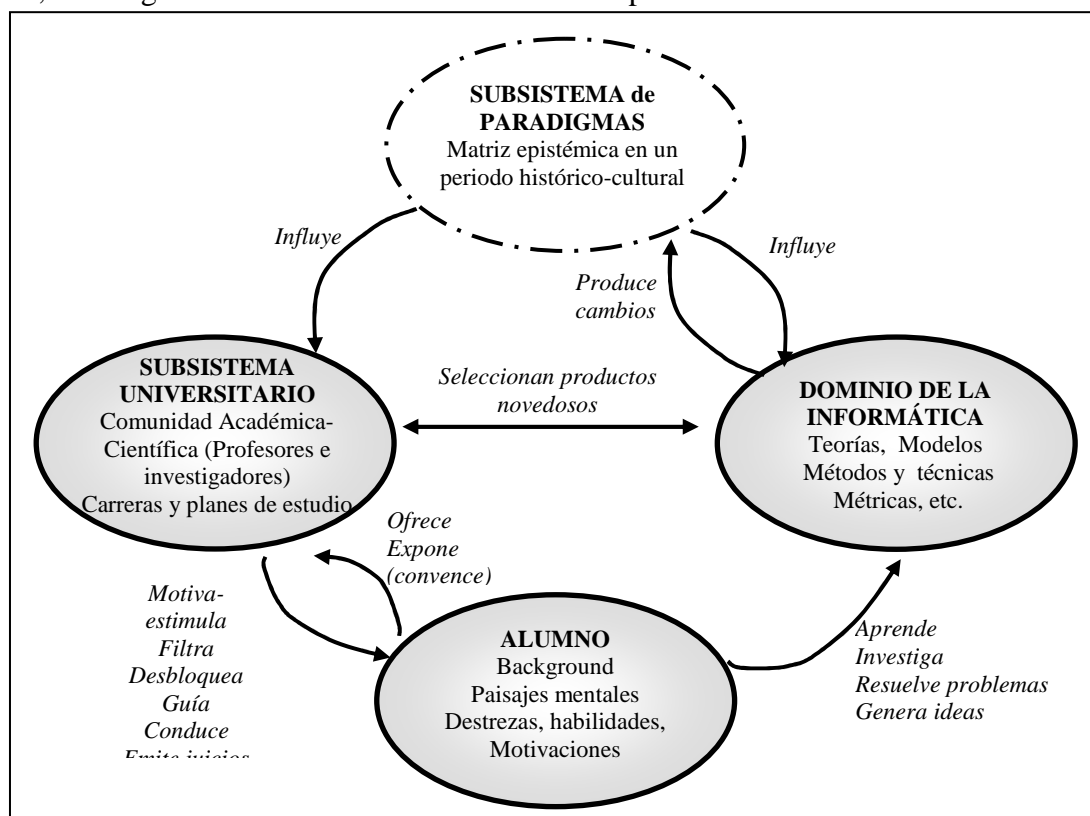 SUBSISTEMA de
PARADIGMAS
Matriz epistémica en un
periodo histórico-cultural
Influye
Influye
Produce
cambios
SUBSISTEMA
UNIVERSITARIO
Comunidad Académica-
Científica (Profesores e
investigadores)
Carreras y planes de estudio
Seleccionan productos
novedosos
DOMINIO DE LA
INFORMÁTICA
Teorías, Modelos
Métodos y técnicas
Métricas, etc.
Ofrece
Expone
(convence)
Motiva-
estimula
Filtra
Desbloquea
Guía
Conduce
Emite juicios
ALUMNO
Background
Paisajes mentales
Destrezas, habilidades,
Motivaciones
Aprende
Investiga
Resuelve problemas
Genera ideas